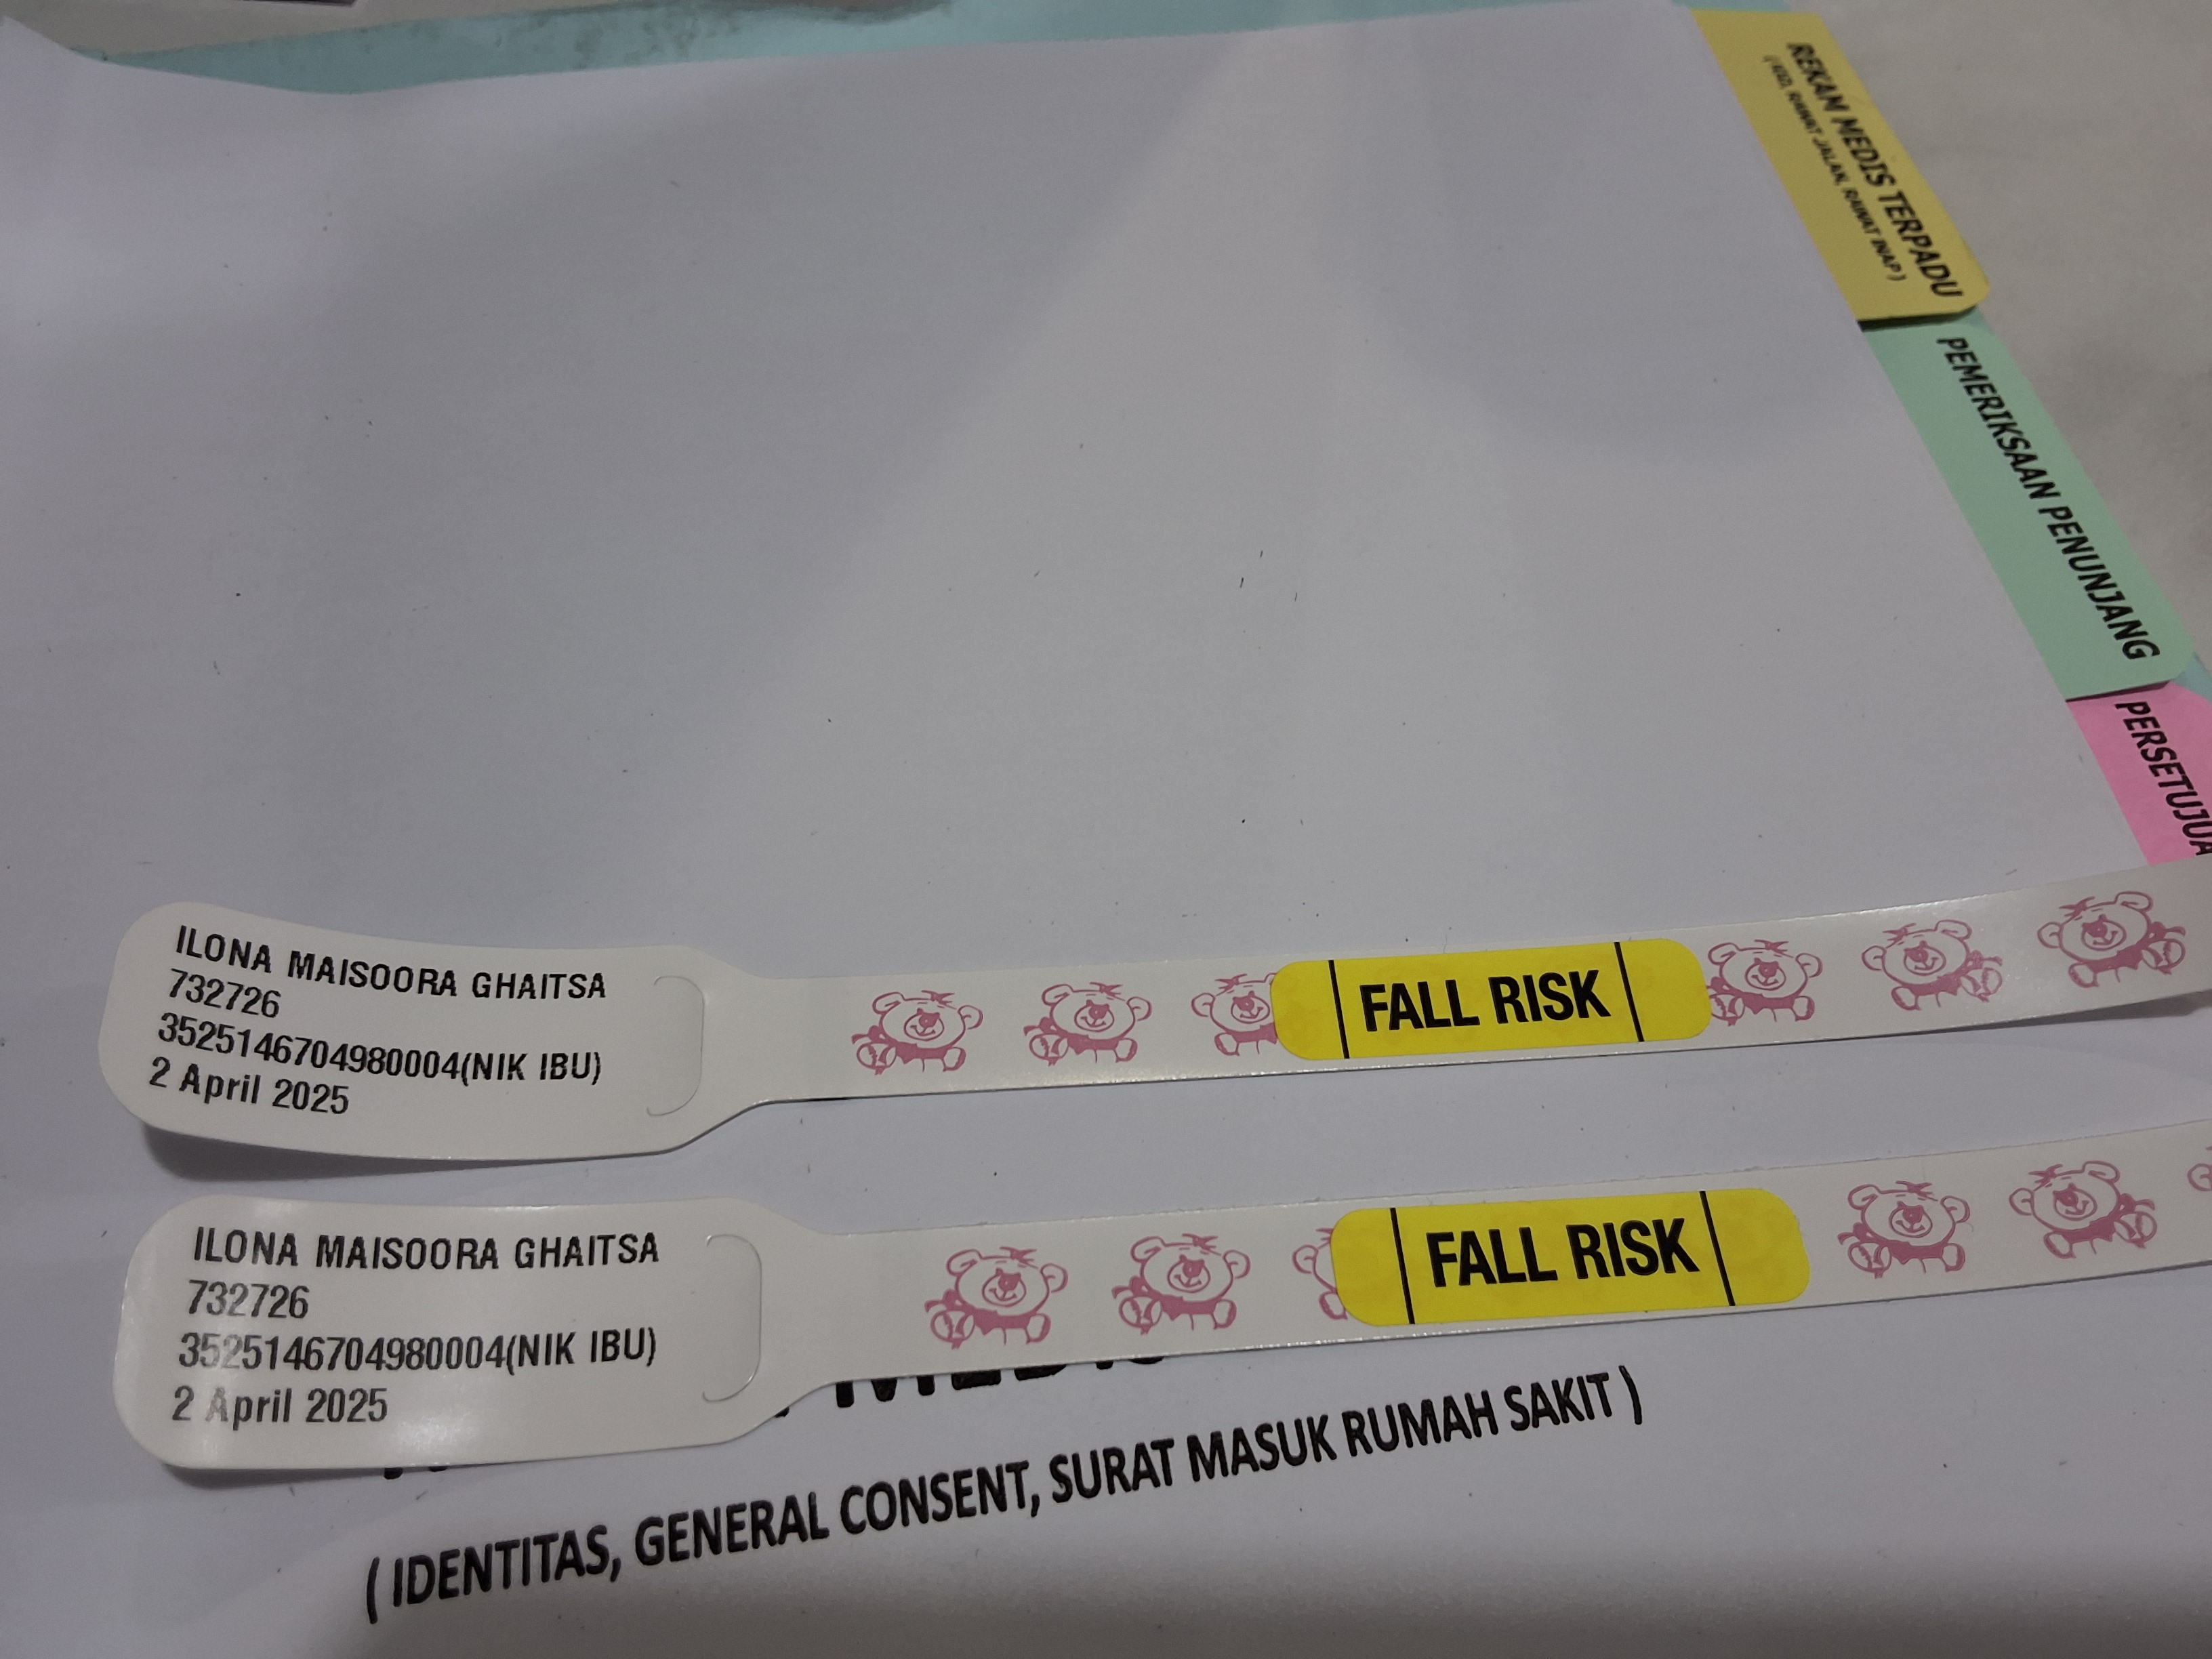 REKAM MEDIS TERPADU
( IGD, RAWAT JALAN, RAWAT INAP )
PEMERIKSAAN PENUNJANG
ILONA MAISOORA GHAITSA
732726
3525146704980004(NIK IBU)
2 April 2025
FALL RISK
ILONA MAISOORA GHAITSA
732726
3525146704980004(NIK IBU)
2 April 2025
FALL RISK
( IDENTITAS, GENERAL CONSENT, SURAT MASUK RUMAH SAKIT )